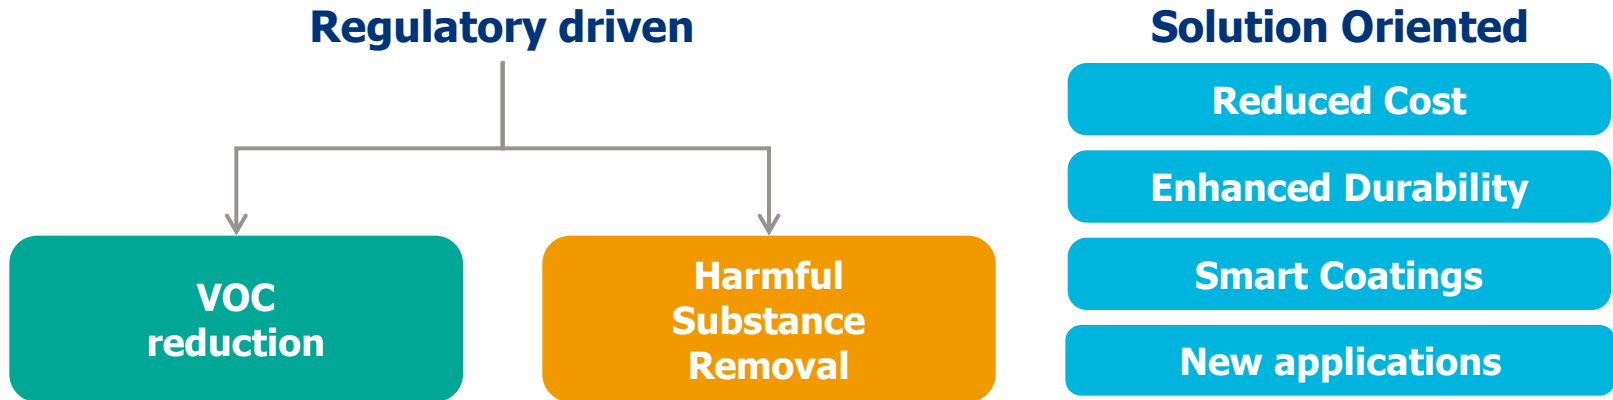 Regulatory driven
VOC
reduction
Harmful
Substance
Removal
Solution Oriented
Reduced Cost
Enhanced Durability
Smart Coatings
New applications